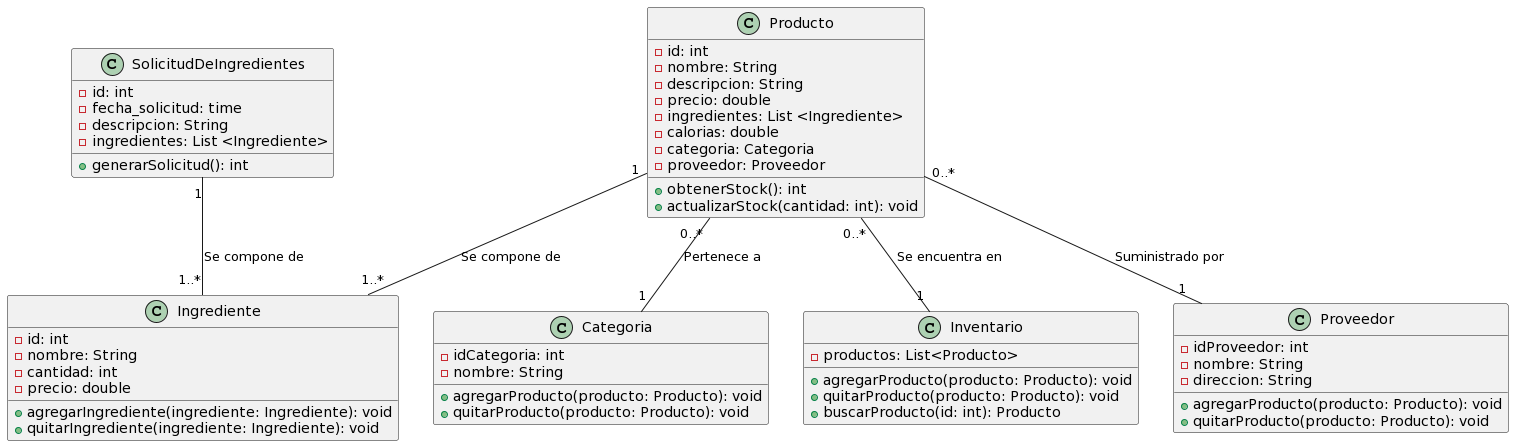 C Producto
id: int
nombre: String
descripcion: String
precio: double
ingredientes: List <Ingrediente>
calorias: double
categoria: Categoria
proveedor: Proveedor
obtenerStock(): int
actualizarStock(cantidad: int): void
C SolicitudDeIngredientes
id: int
fecha_solicitud: time
descripcion: String
ingredientes: List <Ingrediente>
generarSolicitud(): int
1
1
0..*
0..*
0..*
Se compone de
Se compone de
Pertenece a
Se encuentra en
Suministrado por
1..*
1..*
1
1
1
C Ingrediente
id: int
nombre: String
cantidad: int
precio: double
agregarIngrediente(ingrediente: Ingrediente): void
quitarIngrediente(ingrediente: Ingrediente): void
C Categoria
idCategoria: int
nombre: String
agregarProducto(producto: Producto): void
quitarProducto(producto: Producto): void
C Inventario
productos: List<Producto>
agregarProducto(producto: Producto): void
quitarProducto(producto: Producto): void
buscarProducto(id: int): Producto
C Proveedor
idProveedor: int
nombre: String
direccion: String
agregarProducto(producto: Producto): void
quitarProducto(producto: Producto): void